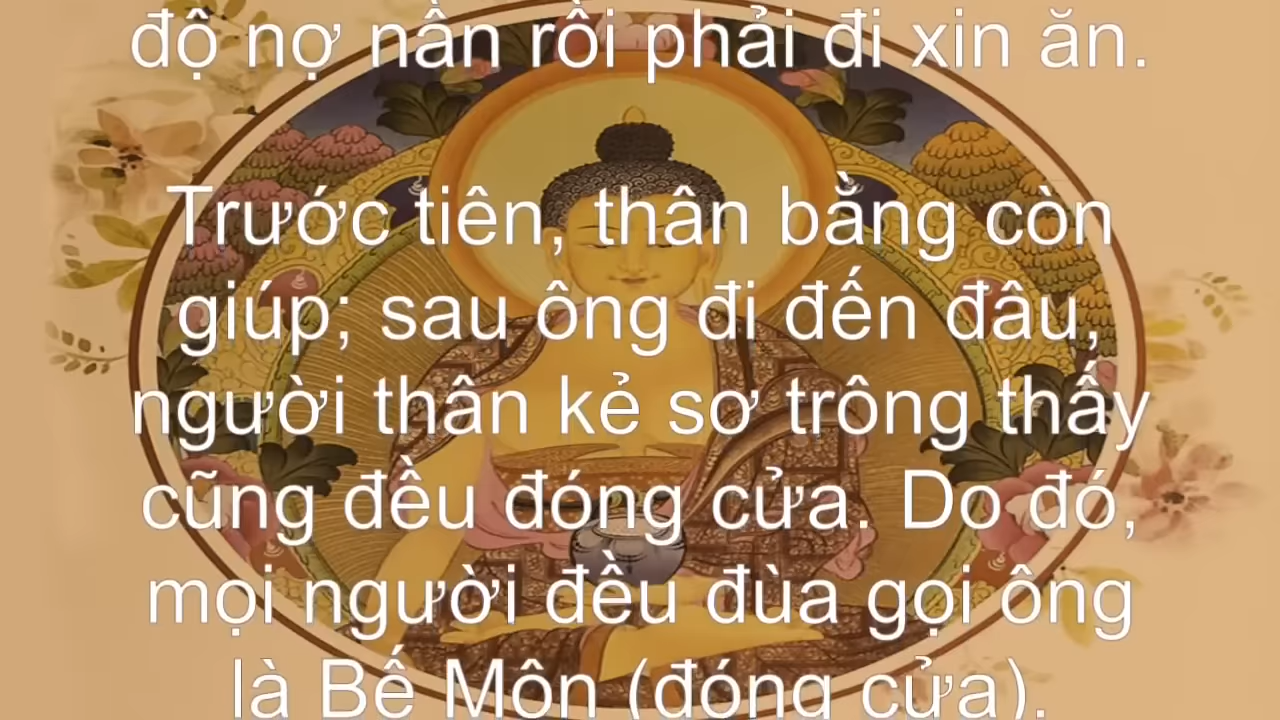 độ nợ nần rồi phải đi xin ăn.
Trước tiên, thân bằng còn
giúp; sau ông đi đến đâu,
người thân kẻ sơ trông thấy
cũng đều đóng cửa. Do đó,
mọi người đều đùa gọi ông
là Bế Môn (đóng cửa).